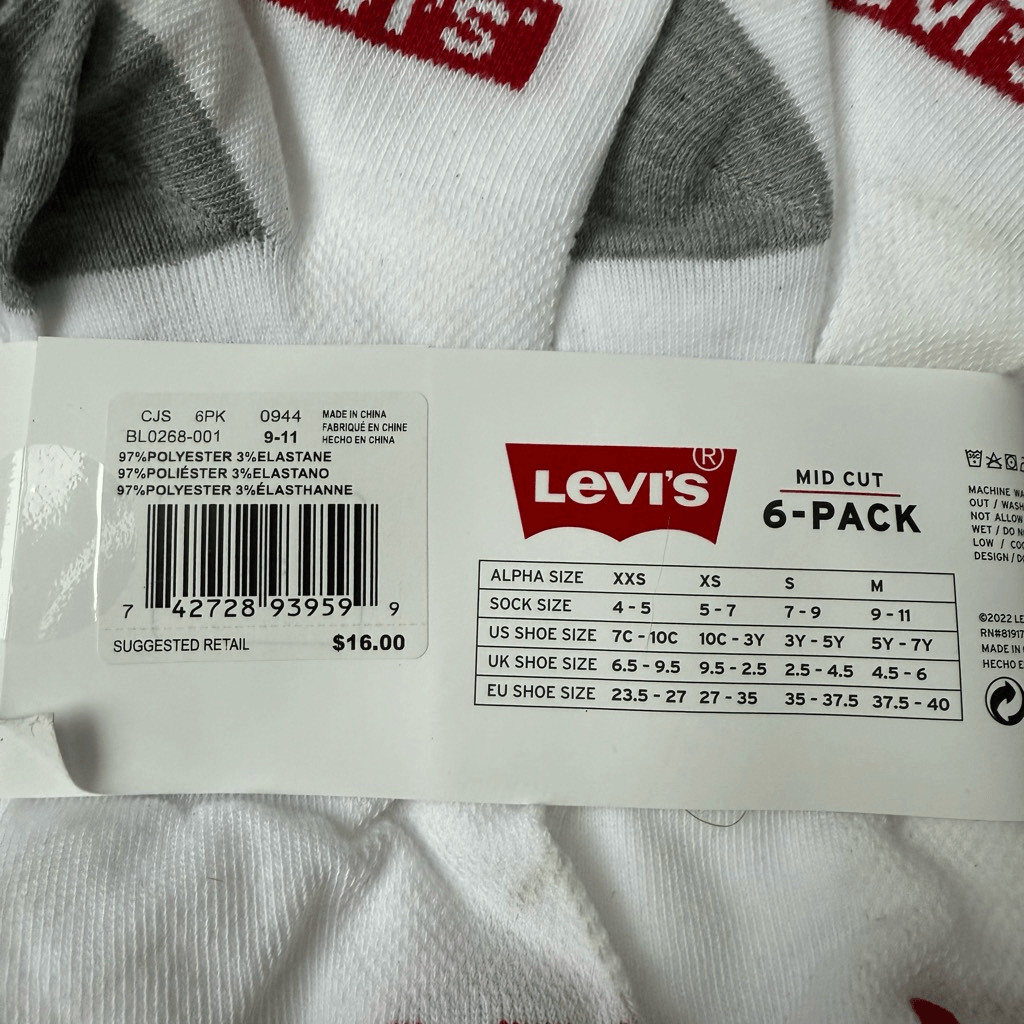 CJS 6PK 0944
BL0268-001 9-11
MADE IN CHINA
FABRIQUÉ EN CHINE
HECHO EN CHINA
97%POLYESTER 3%ELASTANE
97%POLIÉSTER 3%ELASTANO
97%POLYESTER 3%ÉLASTHANNE
7 42728 93959 9
SUGGESTED RETAIL $16.00
LEVI'S®
MID CUT
6-PACK
ALPHA SIZE XXS XS S M
SOCK SIZE 4 - 5 5 - 7 7 - 9 9 - 11
US SHOE SIZE 7C - 10C 10C - 3Y 3Y - 5Y 5Y - 7Y
UK SHOE SIZE 6.5 - 9.5 9.5 - 2.5 2.5 - 4.5 4.5 - 6
EU SHOE SIZE 23.5 - 27 27 - 35 35 - 37.5 37.5 - 40
MACHINE
OUT / WASH
NOT ALLOW
WET / DO
LOW /
DESIGN /
©2022
RN#8191
MADE IN
HECHO